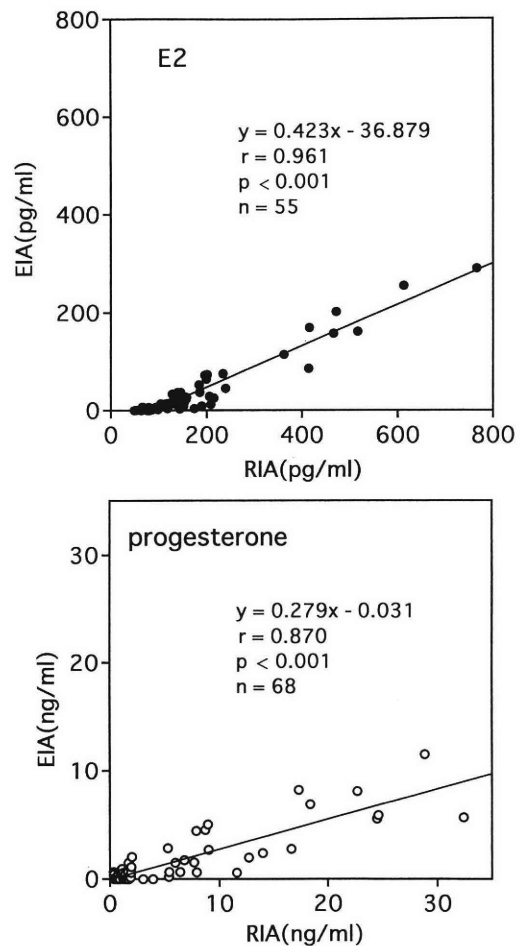 800
E2
600
y = 0.423x - 36.879
r = 0.961
p < 0.001
n = 55
400
EIA(pg/ml)
200
0
0 200 400 600 800
RIA(pg/ml)
progesterone
30
y = 0.279x - 0.031
r = 0.870
p < 0.001
n = 68
20
EIA(ng/ml)
10
0
0 10 20 30
RIA(ng/ml)